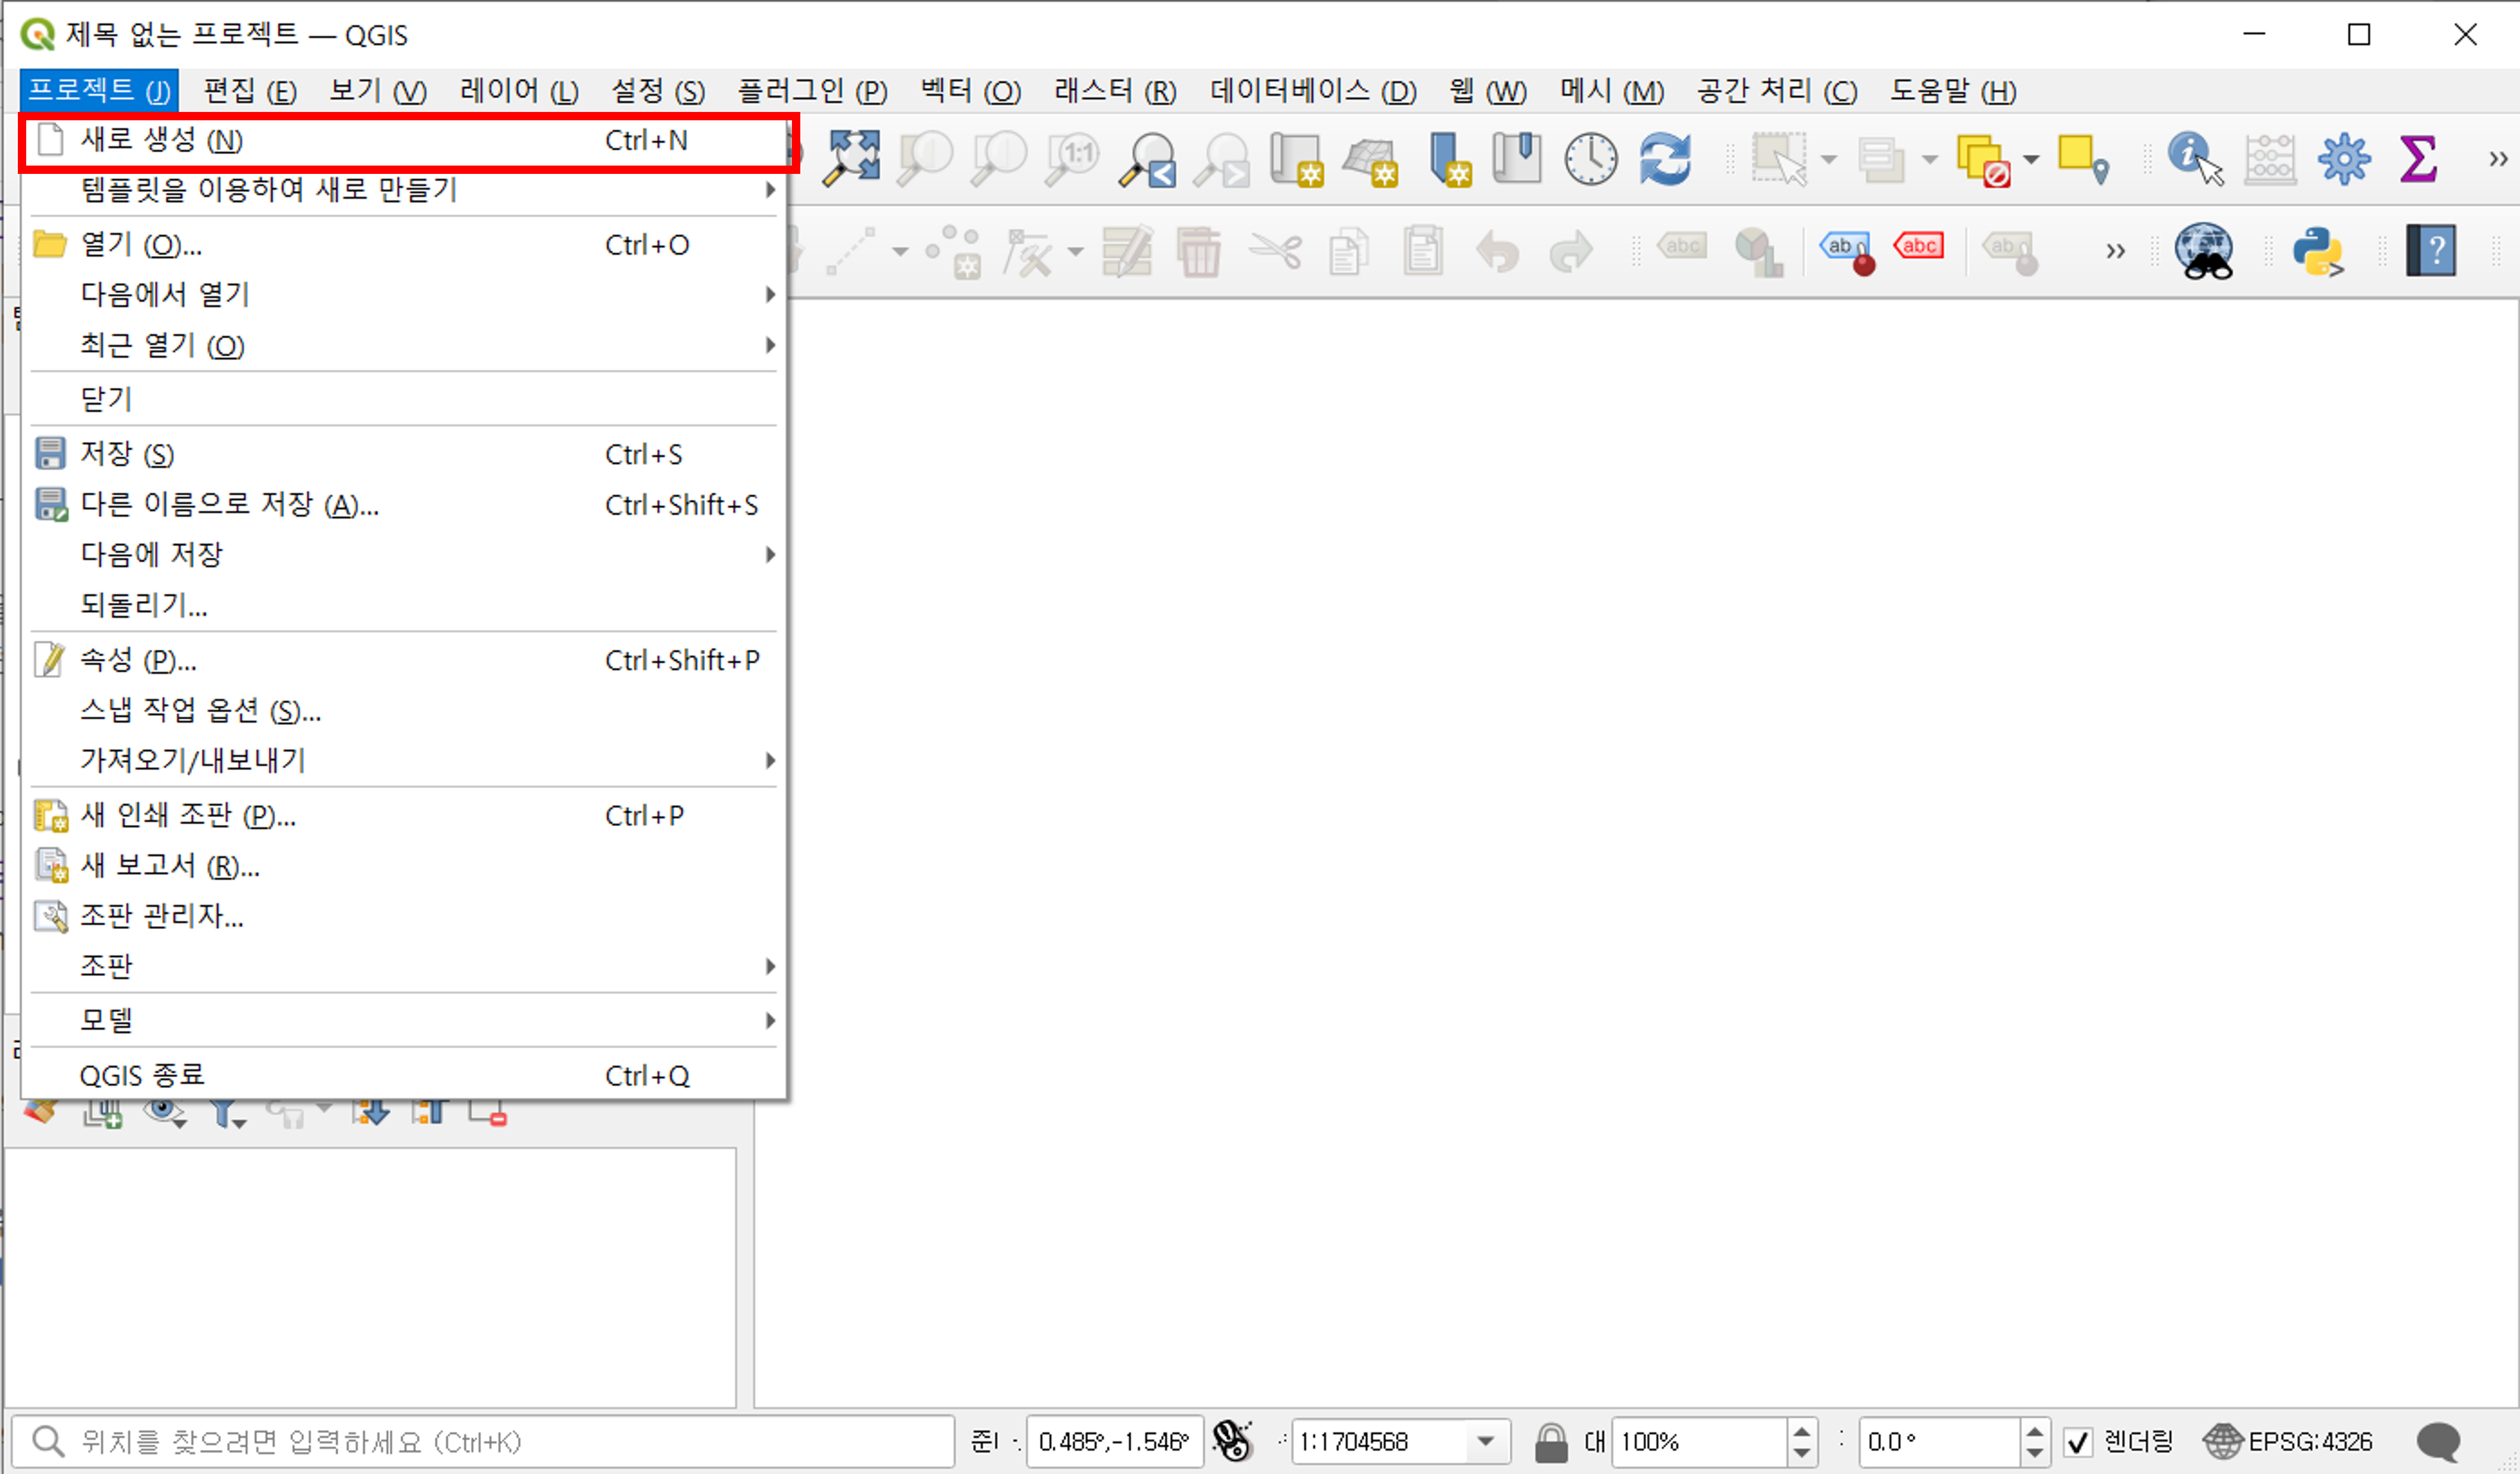 제목 없는 프로젝트 — QGIS
프로젝트 (J) 편집 (E) 보기 (V) 레이어 (L) 설정 (S) 플러그인 (P) 벡터 (O) 래스터 (R) 데이터베이스 (D) 웹 (W) 메시 (M) 공간 처리 (C) 도움말 (H)
새로 생성 (N) Ctrl+N
템플릿을 이용하여 새로 만들기
열기 (O)... Ctrl+O
다음에서 열기
최근 열기 (O)
닫기
저장 (S) Ctrl+S
다른 이름으로 저장 (A)... Ctrl+Shift+S
다음에 저장
되돌리기...
속성 (P)... Ctrl+Shift+P
스냅 작업 옵션 (S)...
가져오기/내보내기
새 인쇄 조판 (P)... Ctrl+P
새 보고서 (R)...
조판 관리자...
조판
모델
QGIS 종료 Ctrl+Q
1:1
abc ab abc ab
위치를 찾으려면 입력하세요 (Ctrl+K) 0.485°,-1.546° 1:1704568 대 100% 0.0 ° 렌더링 EPSG:4326